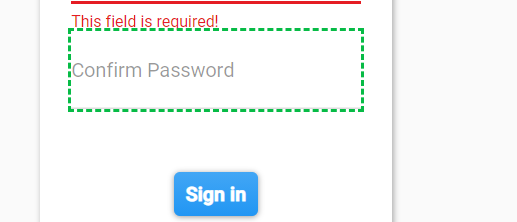 This field is required!
Confirm Password
Sign in